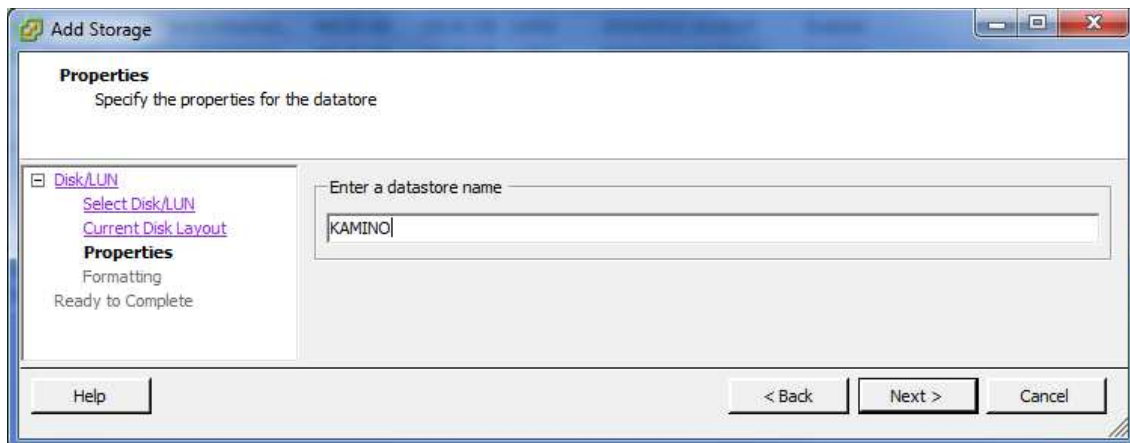 Add Storage
Properties
Specify the properties for the datatore
Disk/LUN
Select Disk/LUN
Current Disk Layout
Properties
Formatting
Ready to Complete
Enter a datastore name
KAMINO
Help
< Back
Next >
Cancel